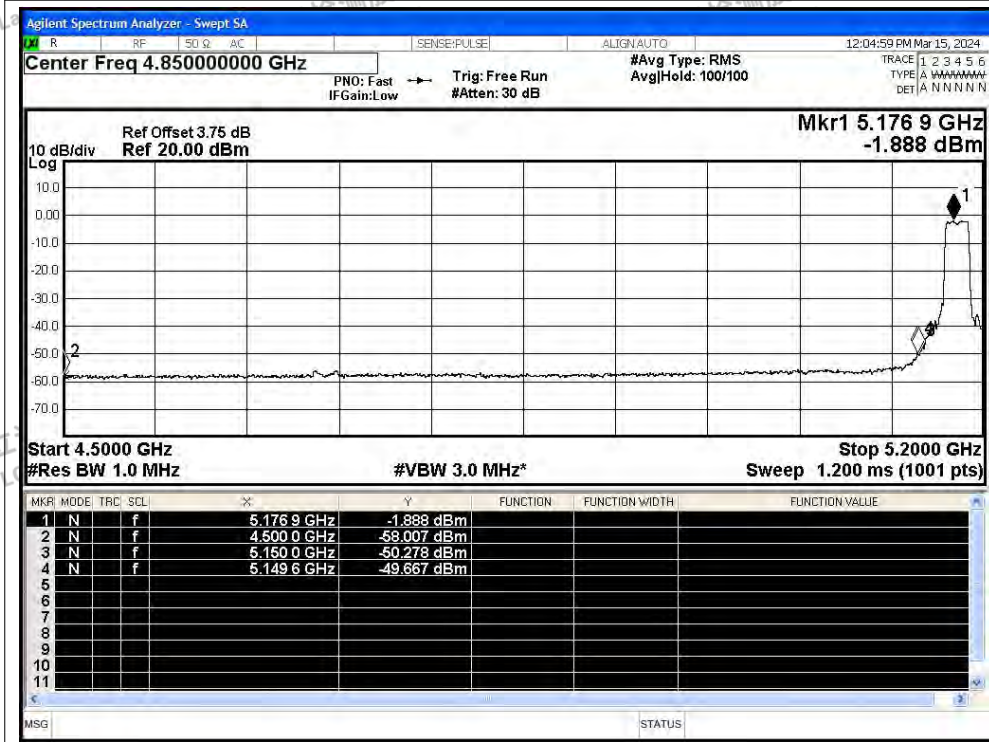 Agilent Spectrum Analyzer - Swept SA
LXI R RF 50 Ω AC SENSE:PULSE ALIGN AUTO 12:04:59 PM Mar 15, 2024
Center Freq 4.850000000 GHz #Avg Type: RMS TRACE 1 2 3 4 5 6
PNO: Fast Trig: Free Run Avg|Hold: 100/100 TYPE A WWWWW
IFGain:Low #Atten: 30 dB DET A N N N N N
Mkr1 5.176 9 GHz
-1.888 dBm
Ref Offset 3.75 dB
10 dB/div Ref 20.00 dBm
Log
10.0
0.00
-10.0
-20.0
-30.0
-40.0
-50.0
-60.0
-70.0
1
2
Start 4.5000 GHz Stop 5.2000 GHz
#Res BW 1.0 MHz #VBW 3.0 MHz* Sweep 1.200 ms (1001 pts)
MKR MODE TRC SCL X Y FUNCTION FUNCTION WIDTH FUNCTION VALUE
1 N f 5.176 9 GHz -1.888 dBm
2 N f 4.500 0 GHz -58.007 dBm
3 N f 5.150 0 GHz -50.278 dBm
4 N f 5.149 6 GHz -49.667 dBm
5
6
7
8
9
10
11
MSG STATUS